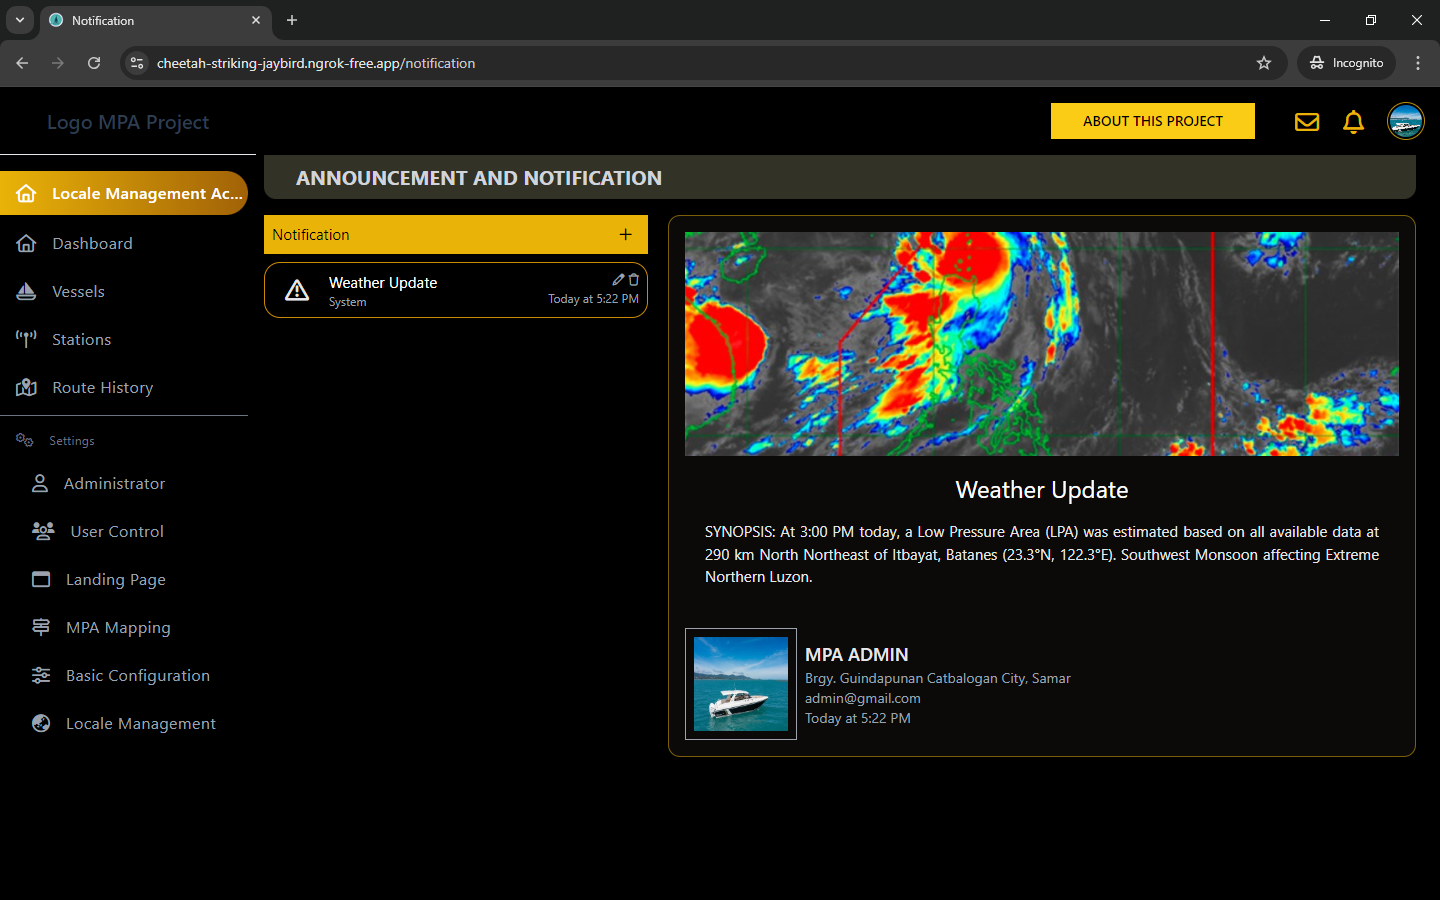 Notification
cheetah-striking-jaybird.ngrok-free.app/notification
Incognito
Logo MPA Project
ABOUT THIS PROJECT
Locale Management Ac...
Dashboard
Vessels
Stations
Route History
Settings
Administrator
User Control
Landing Page
MPA Mapping
Basic Configuration
Locale Management
ANNOUNCEMENT AND NOTIFICATION
Notification
Weather Update
System
Today at 5:22 PM
Weather Update
SYNOPSIS: At 3:00 PM today, a Low Pressure Area (LPA) was estimated based on all available data at
290 km North Northeast of Itbayat, Batanes (23.3°N, 122.3°E). Southwest Monsoon affecting Extreme
Northern Luzon.
MPA ADMIN
Brgy. Guindapunan Catbalogan City, Samar
admin@gmail.com
Today at 5:22 PM